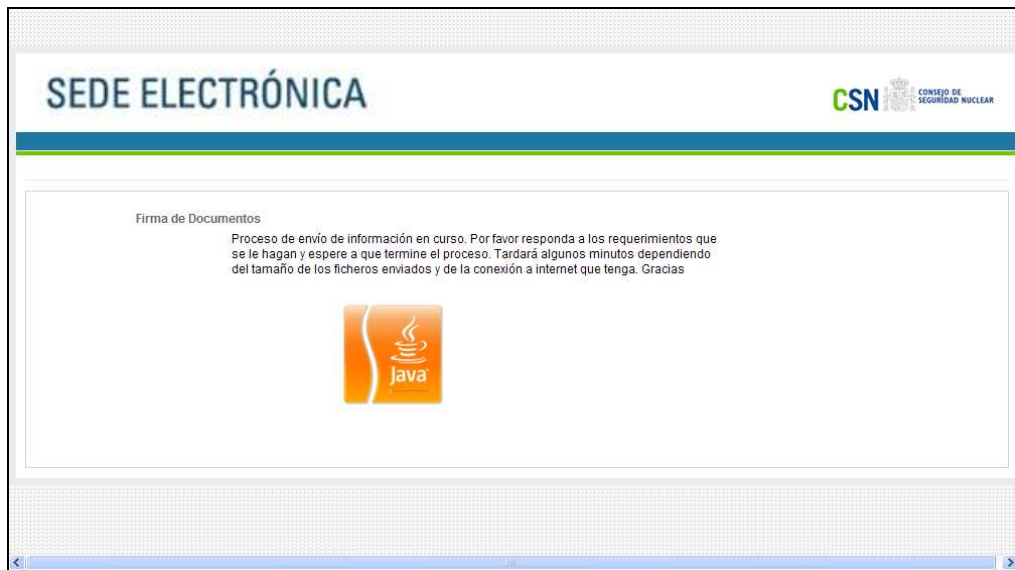 SEDE ELECTRÓNICA
CSN
CONSEJO DE
SEGURIDAD NUCLEAR
Firma de Documentos
Proceso de envío de información en curso. Por favor responda a los requerimientos que
se le hagan y espere a que termine el proceso. Tardará algunos minutos dependiendo
del tamaño de los ficheros enviados y de la conexión a internet que tenga. Gracias
Java